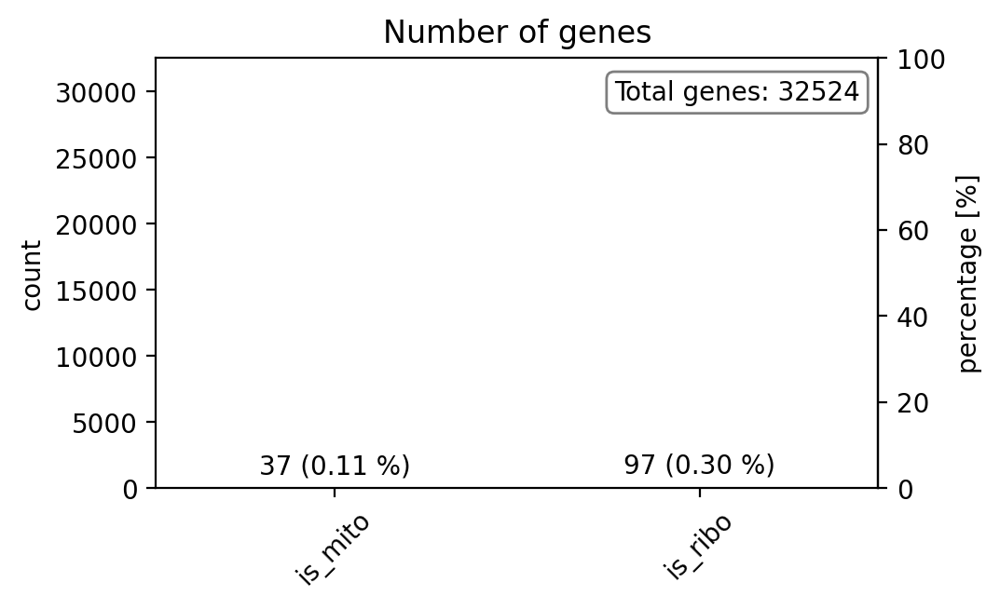 Number of genes
Total genes: 32524
count
30000
25000
20000
15000
10000
5000
0
100
80
60
40
20
0
percentage [%]
37 (0.11 %)
97 (0.30 %)
is_mito
is_ribo